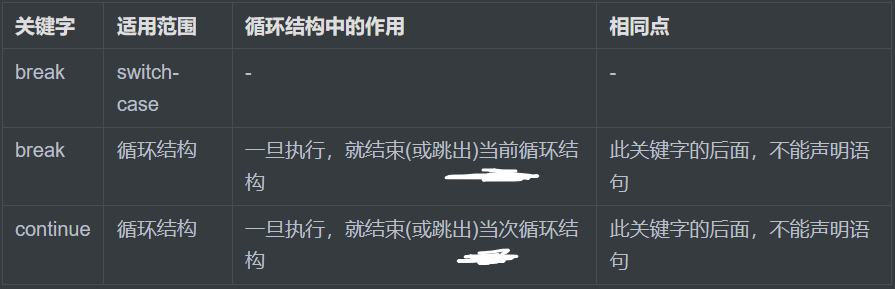 关键字 适用范围 循环结构中的作用 相同点
break switch- - -
case
break 循环结构 一旦执行，就结束(或跳出)当前循环结 此关键字的后面，不能声明语
构 句
continue 循环结构 一旦执行，就结束(或跳出)当次循环结 此关键字的后面，不能声明语
构 句